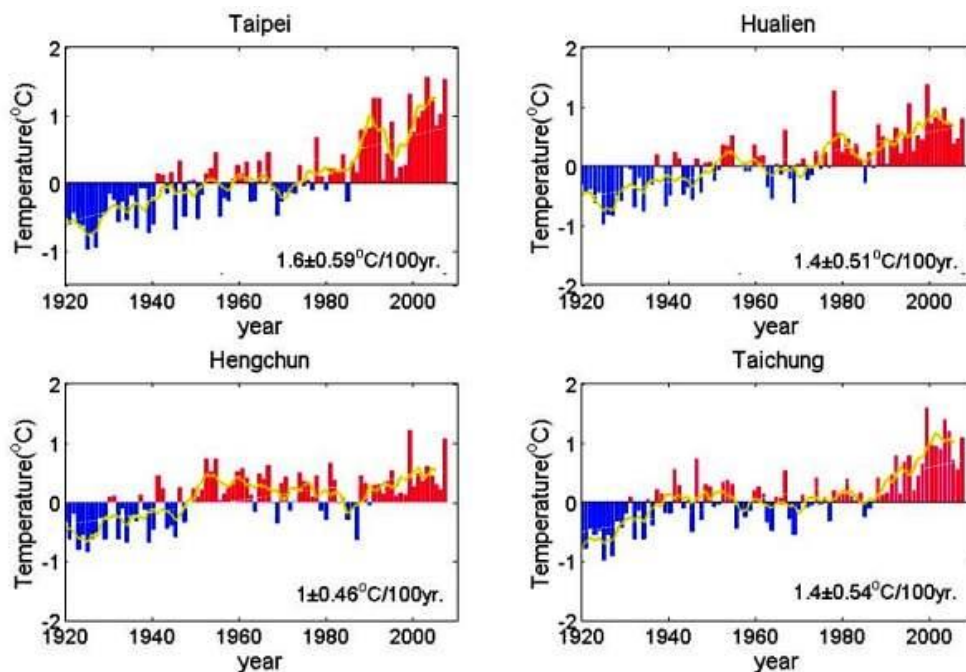 Taipei
2
1
0
-1
Temperature(°C)
1.6±0.59°C/100yr.
1920 1940 1960 1980 2000
year
Hualien
2
1
0
-1
-2
Temperature(°C)
1.4±0.51°C/100yr.
1920 1940 1960 1980 2000
year
Hengchun
2
1
0
-1
-2
Temperature(°C)
1±0.46°C/100yr.
1920 1940 1960 1980 2000
year
Taichung
2
1
0
-1
-2
Temperature(°C)
1.4±0.54°C/100yr.
1920 1940 1960 1980 2000
year